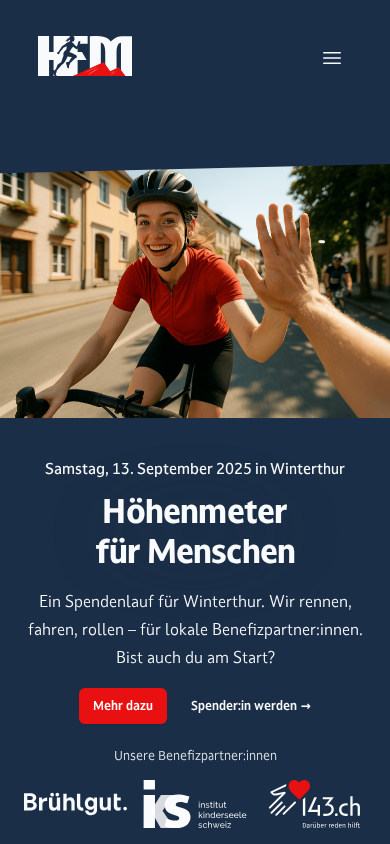 HFM
Samstag, 13. September 2025 in Winterthur
Höhenmeter
für Menschen
Ein Spendenlauf für Winterthur. Wir rennen,
fahren, rollen – für lokale Benefizpartner:innen.
Bist auch du am Start?
Mehr dazu
Spender:in werden →
Unsere Benefizpartner:innen
Brühlgut.
iks
institut
kinderseele
schweiz
143.ch
Darüber reden hilft